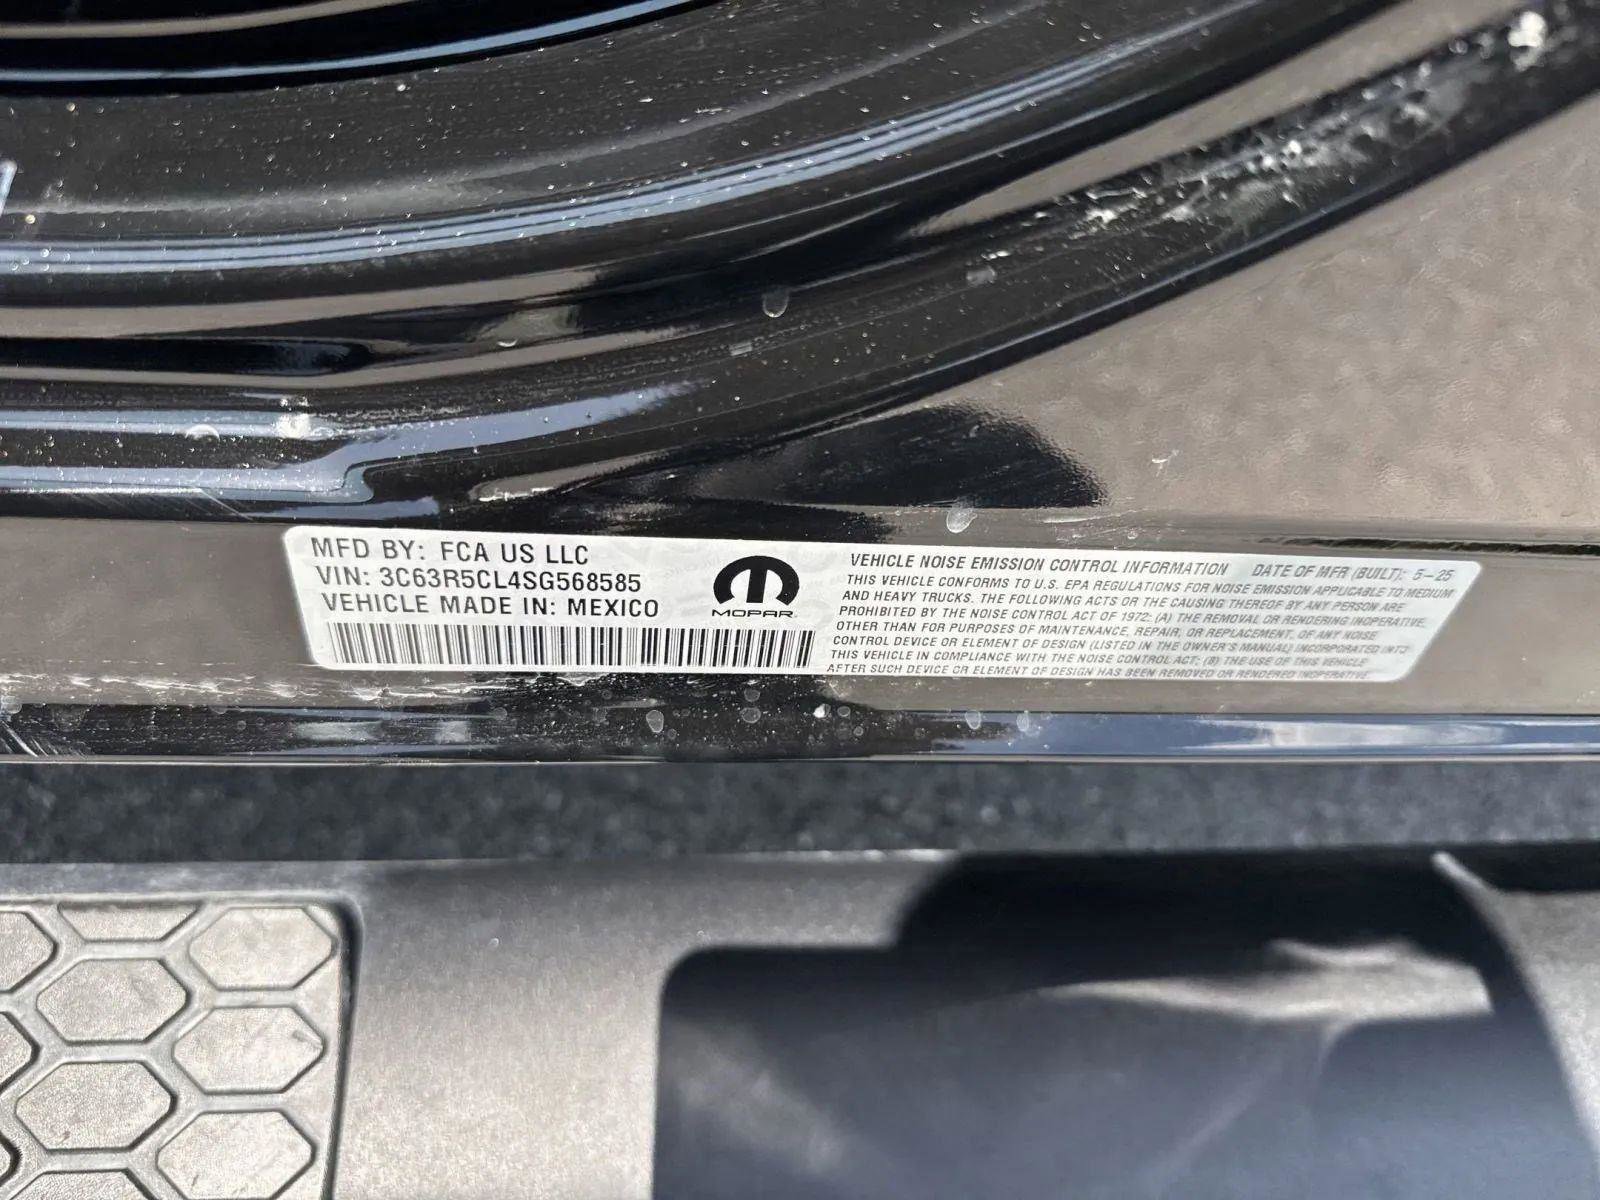 MFD BY: FCA US LLC
VIN: 3C63R5CL4SG568585
VEHICLE MADE IN: MEXICO
MOPAR
VEHICLE NOISE EMISSION CONTROL INFORMATION DATE OF MFR (BUILT): 5-25
THIS VEHICLE CONFORMS TO U.S. EPA REGULATIONS FOR NOISE EMISSION APPLICABLE TO MEDIUM
AND HEAVY TRUCKS. THE FOLLOWING ACTS OR THE CAUSING THEREOF BY ANY PERSON ARE
PROHIBITED BY THE NOISE CONTROL ACT OF 1972: (A) THE REMOVAL OR RENDERING INOPERATIVE,
OTHER THAN FOR PURPOSES OF MAINTENANCE, REPAIR, OR REPLACEMENT, OF ANY NOISE
CONTROL DEVICE OR ELEMENT OF DESIGN (LISTED IN THE OWNER'S MANUAL) INCORPORATED INTO
THIS VEHICLE IN COMPLIANCE WITH THE NOISE CONTROL ACT; (B) THE USE OF THIS VEHICLE
AFTER SUCH DEVICE OR ELEMENT OF DESIGN HAS BEEN REMOVED OR RENDERED INOPERATIVE.